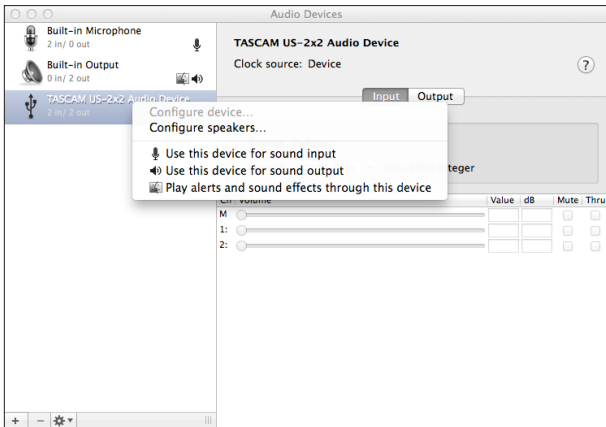 Audio Devices
Built-in Microphone
2 in/ 0 out
Built-in Output
0 in/ 2 out
TASCAM US-2x2 Audio Device
2 in/ 2 out
TASCAM US-2x2 Audio Device
Clock source: Device
?
Input Output
Configure device...
Configure speakers...
Use this device for sound input
Use this device for sound output
Play alerts and sound effects through this device
teger
Volume Value dB Mute Thru
M
1:
2:
+ −